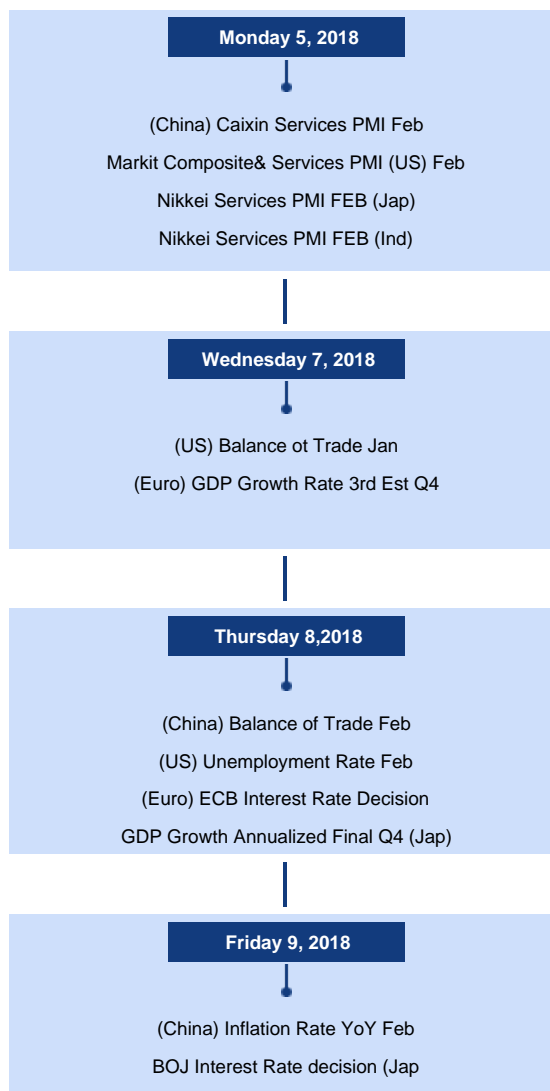 Monday 5, 2018
(China) Caixin Services PMI Feb
Markit Composite& Services PMI (US) Feb
Nikkei Services PMI FEB (Jap)
Nikkei Services PMI FEB (Ind)
Wednesday 7, 2018
(US) Balance ot Trade Jan
(Euro) GDP Growth Rate 3rd Est Q4
Thursday 8,2018
(China) Balance of Trade Feb
(US) Unemployment Rate Feb
(Euro) ECB Interest Rate Decision
GDP Growth Annualized Final Q4 (Jap)
Friday 9, 2018
(China) Inflation Rate YoY Feb
BOJ Interest Rate decision (Jap